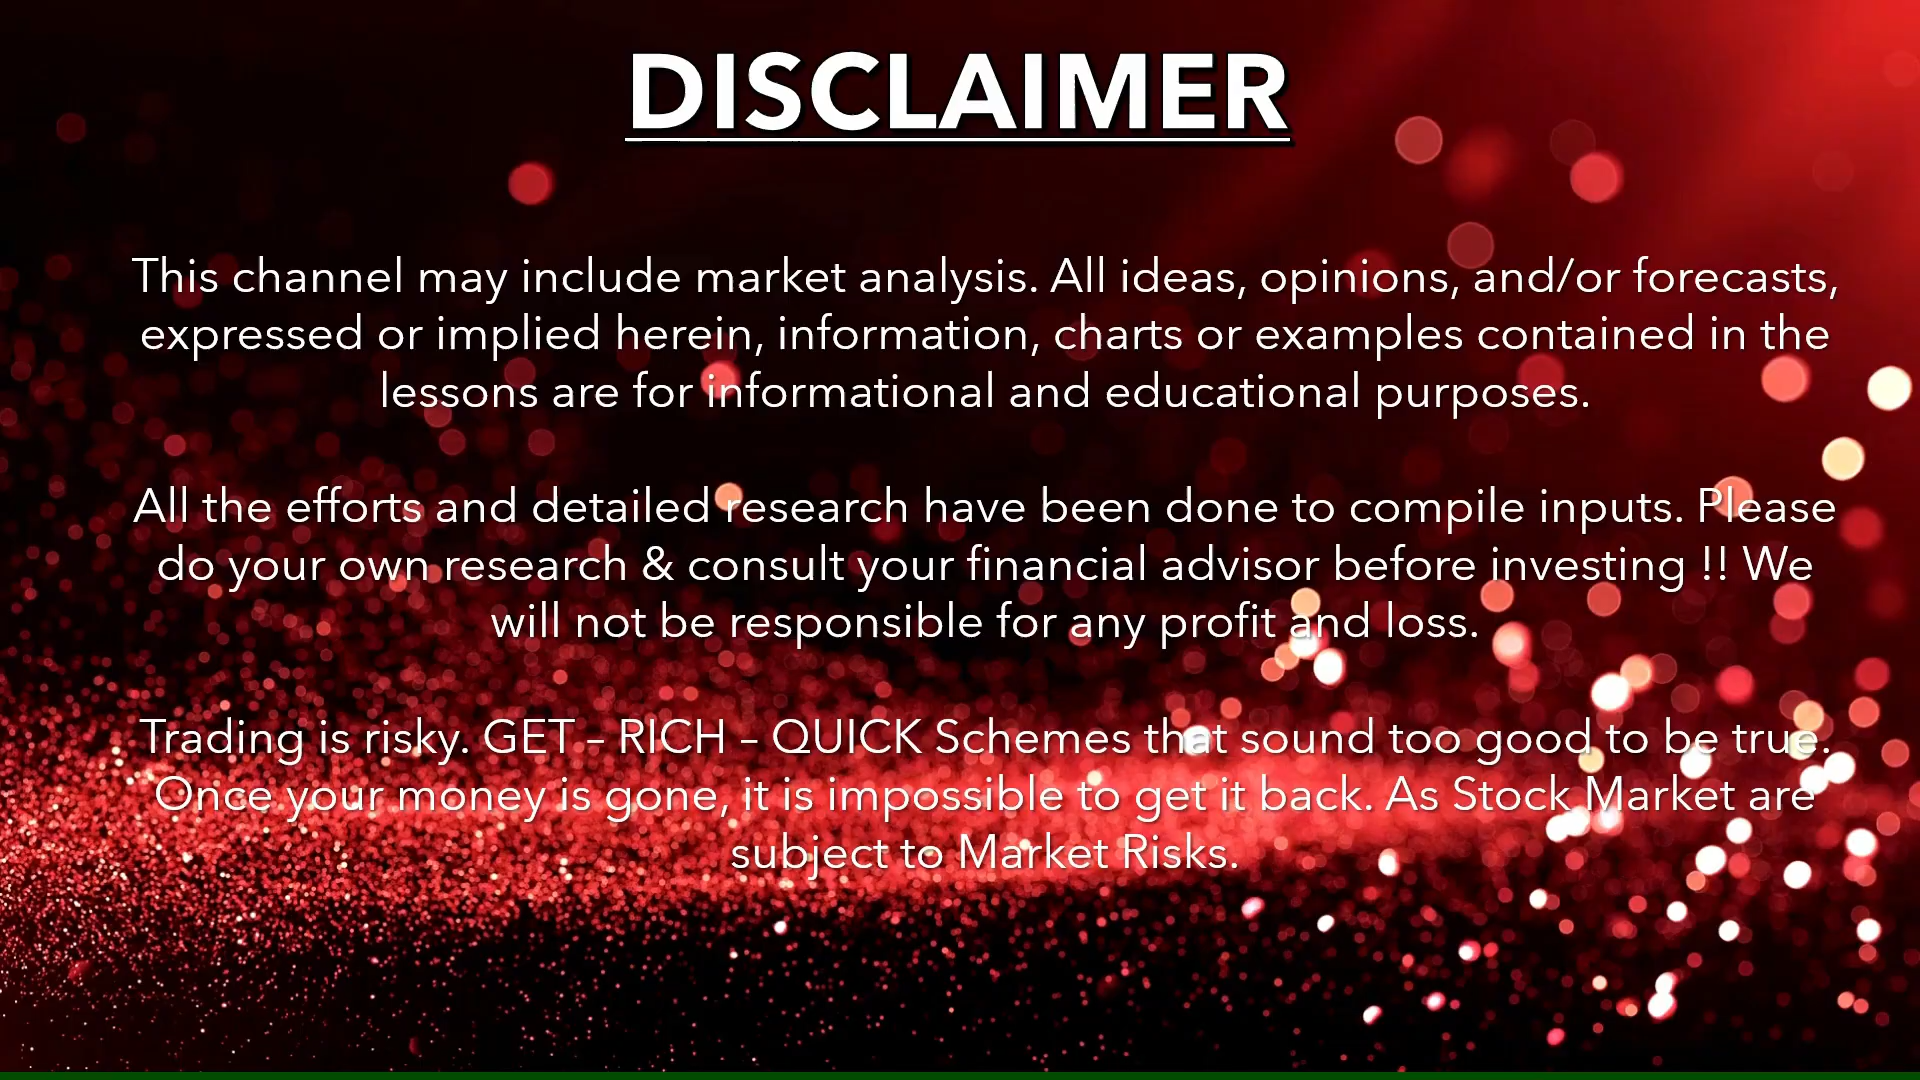 DISCLAIMER
This channel may include market analysis. All ideas, opinions, and/or forecasts,
expressed or implied herein, information, charts or examples contained in the
lessons are for informational and educational purposes.
All the efforts and detailed research have been done to compile inputs. Please
do your own research & consult your financial advisor before investing !! We
will not be responsible for any profit and loss.
Trading is risky. GET – RICH – QUICK Schemes that sound too good to be true.
Once your money is gone, it is impossible to get it back. As Stock Market are
subject to Market Risks.